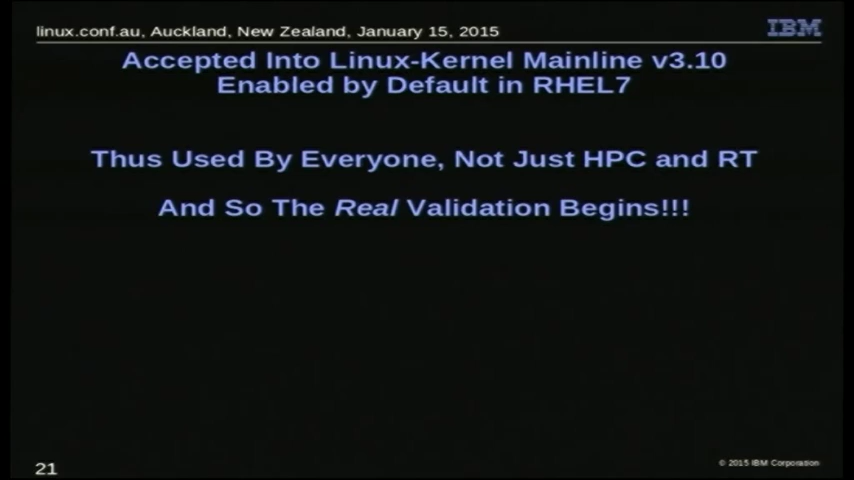 linux.conf.au, Auckland, New Zealand, January 15, 2015
IBM
Accepted Into Linux-Kernel Mainline v3.10
Enabled by Default in RHEL7
Thus Used By Everyone, Not Just HPC and RT
And So The Real Validation Begins!!!
21
© 2015 IBM Corporation